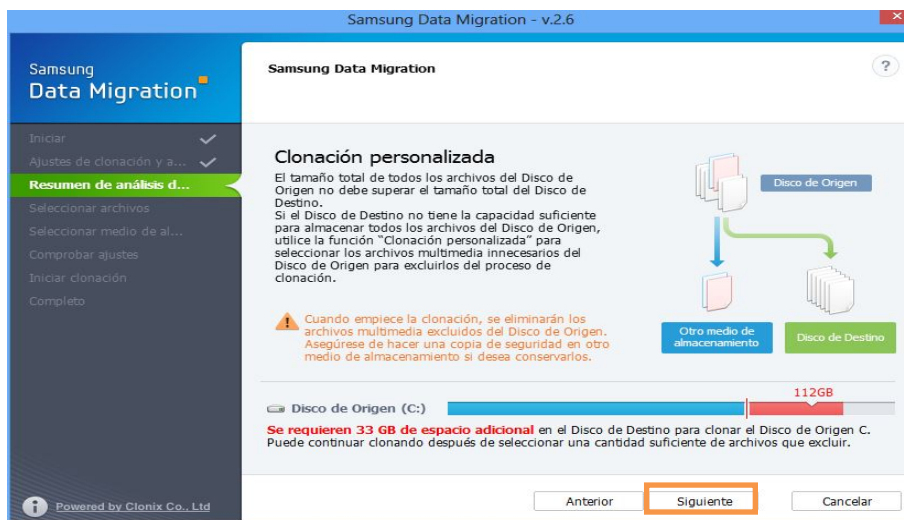 Samsung Data Migration - v.2.6
Samsung
Data Migration
Samsung Data Migration
?
Iniciar
Ajustes de clonación y a...
Resumen de análisis d...
Seleccionar archivos
Seleccionar medio de al...
Comprobar ajustes
Iniciar clonación
Completo
Clonación personalizada
El tamaño total de todos los archivos del Disco de
Origen no debe superar el tamaño total del Disco de
Destino.
Si el Disco de Destino no tiene la capacidad suficiente
para almacenar todos los archivos del Disco de Origen,
utilice la función "Clonación personalizada" para
seleccionar los archivos multimedia innecesarios del
Disco de Origen para excluirlos del proceso de
clonación.
Cuando empiece la clonación, se eliminarán los
archivos multimedia excluidos del Disco de Origen.
Asegúrese de hacer una copia de seguridad en otro
medio de almacenamiento si desea conservarlos.
Disco de Origen
Otro medio de
almacenamiento
Disco de Destino
112GB
Disco de Origen (C:)
Se requieren 33 GB de espacio adicional en el Disco de Destino para clonar el Disco de Origen C.
Puede continuar clonando después de seleccionar una cantidad suficiente de archivos que excluir.
Powered by Clonix Co., Ltd
Anterior
Siguiente
Cancelar